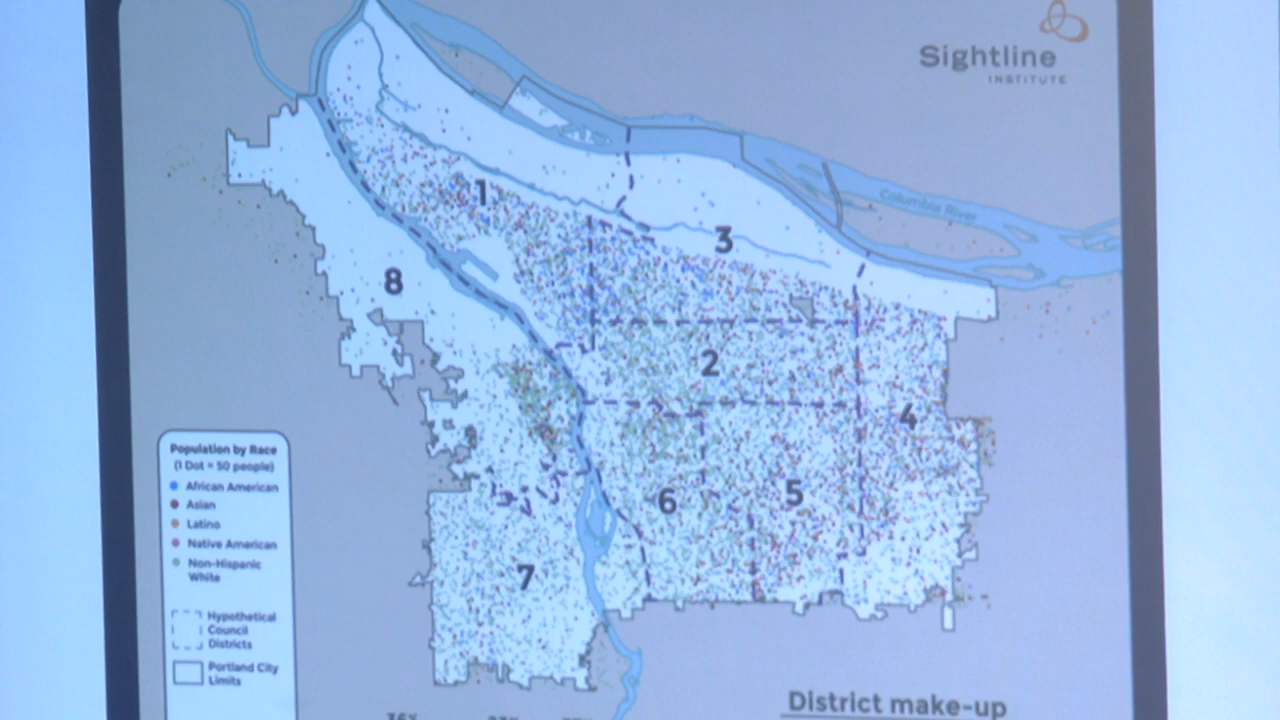 Sightline
INSTITUTE
Columbia River
1
3
8
2
4
6
5
7
Population by Race
(1 Dot = 50 people)
African American
Asian
Latino
Native American
Non-Hispanic
White
Hypothetical
Council
Districts
Portland City
Limits
District make-up
36%